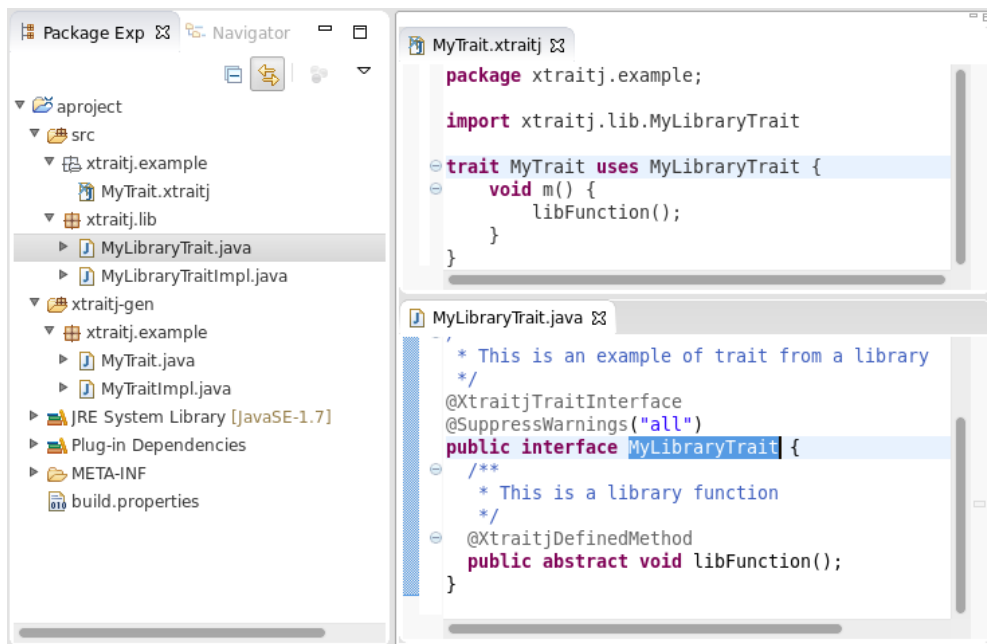 Package Exp
Navigator
aproject
src
xtraitj.example
MyTrait.xtraitj
xtraitj.lib
MyLibraryTrait.java
MyLibraryTraitImpl.java
xtraitj-gen
xtraitj.example
MyTrait.java
MyTraitImpl.java
JRE System Library [JavaSE-1.7]
Plug-in Dependencies
META-INF
build.properties
MyTrait.xtraitj
package xtraitj.example;
import xtraitj.lib.MyLibraryTrait
trait MyTrait uses MyLibraryTrait {
void m() {
libFunction();
}
}
MyLibraryTrait.java
* This is an example of trait from a library
*/
@XtraitjTraitInterface
@SuppressWarnings("all")
public interface MyLibraryTrait {
/**
* This is a library function
*/
@XtraitjDefinedMethod
public abstract void libFunction();
}